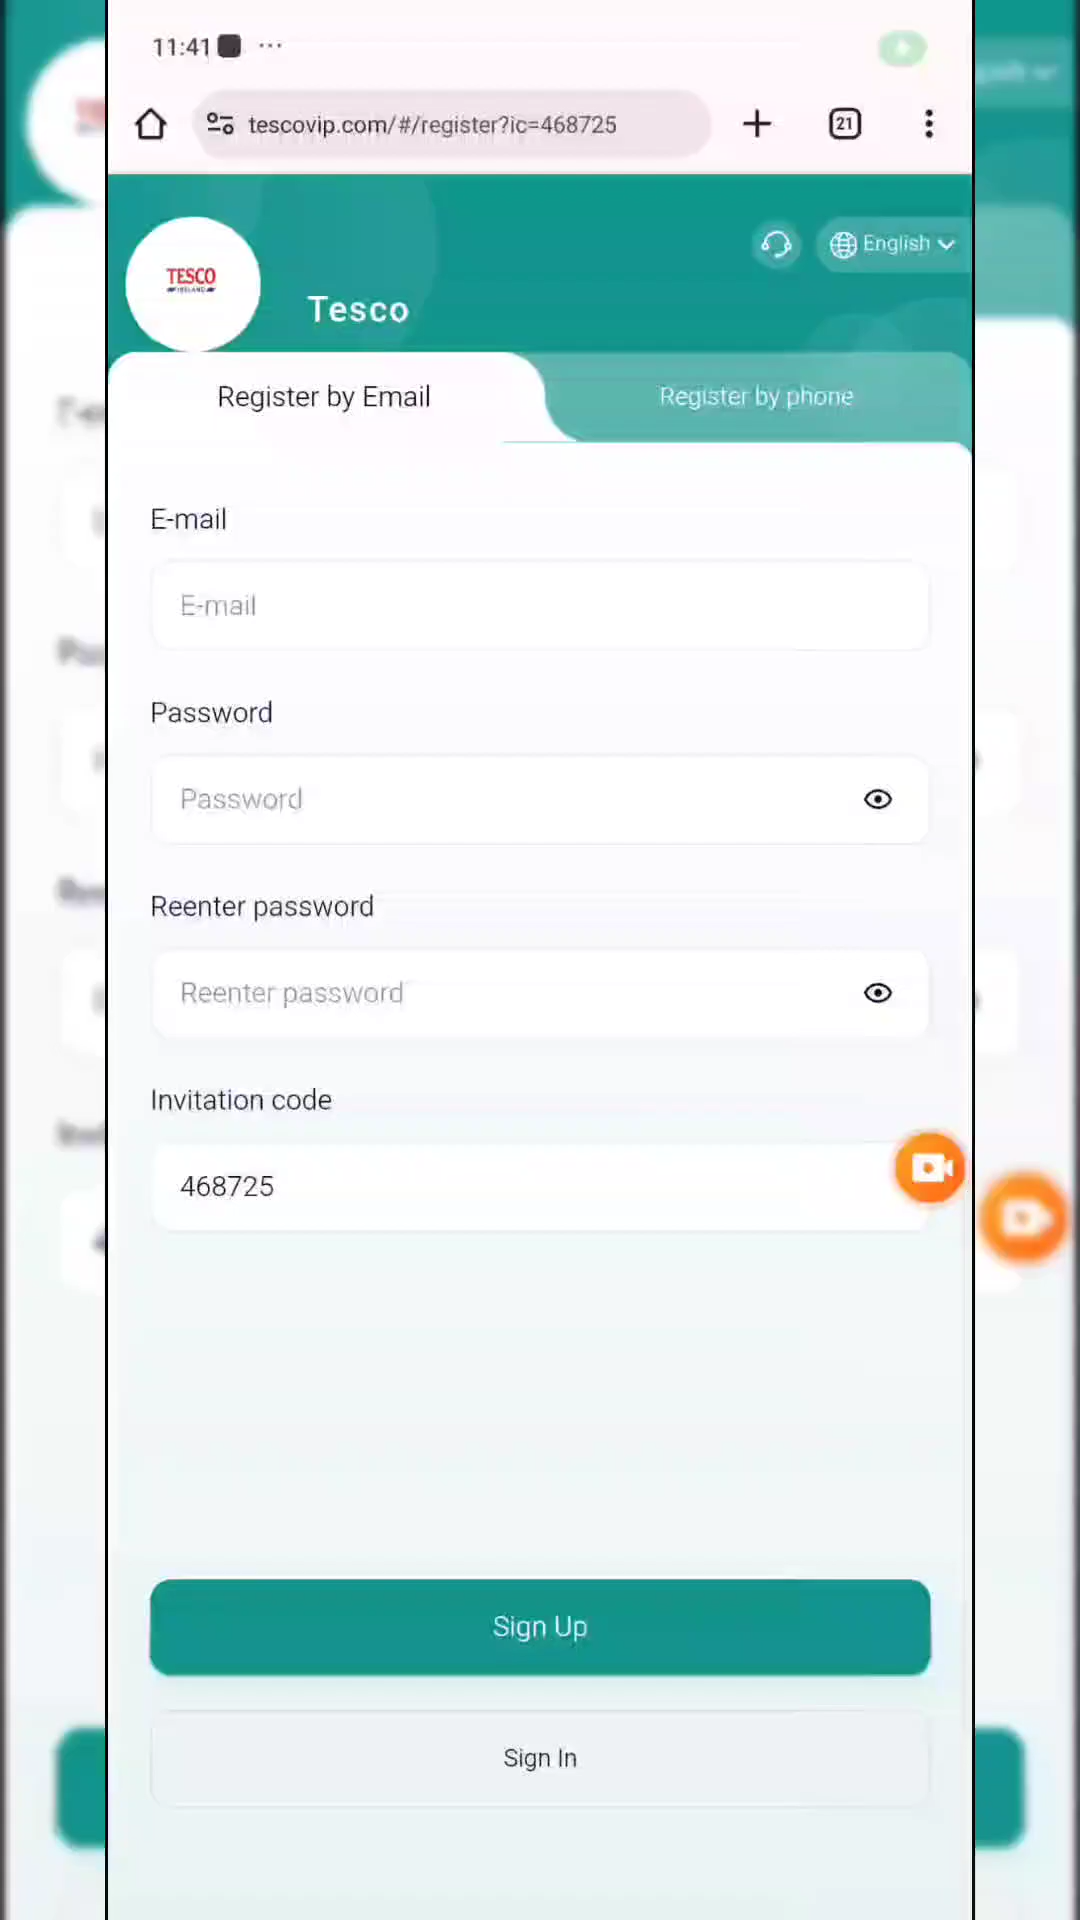 11:41
tescovip.com/#/register?ic=468725
21
TESCO
IRELAND
English
Tesco
Register by Email
Register by phone
E-mail
E-mail
Password
Password
Reenter password
Reenter password
Invitation code
468725
Sign Up
Sign In